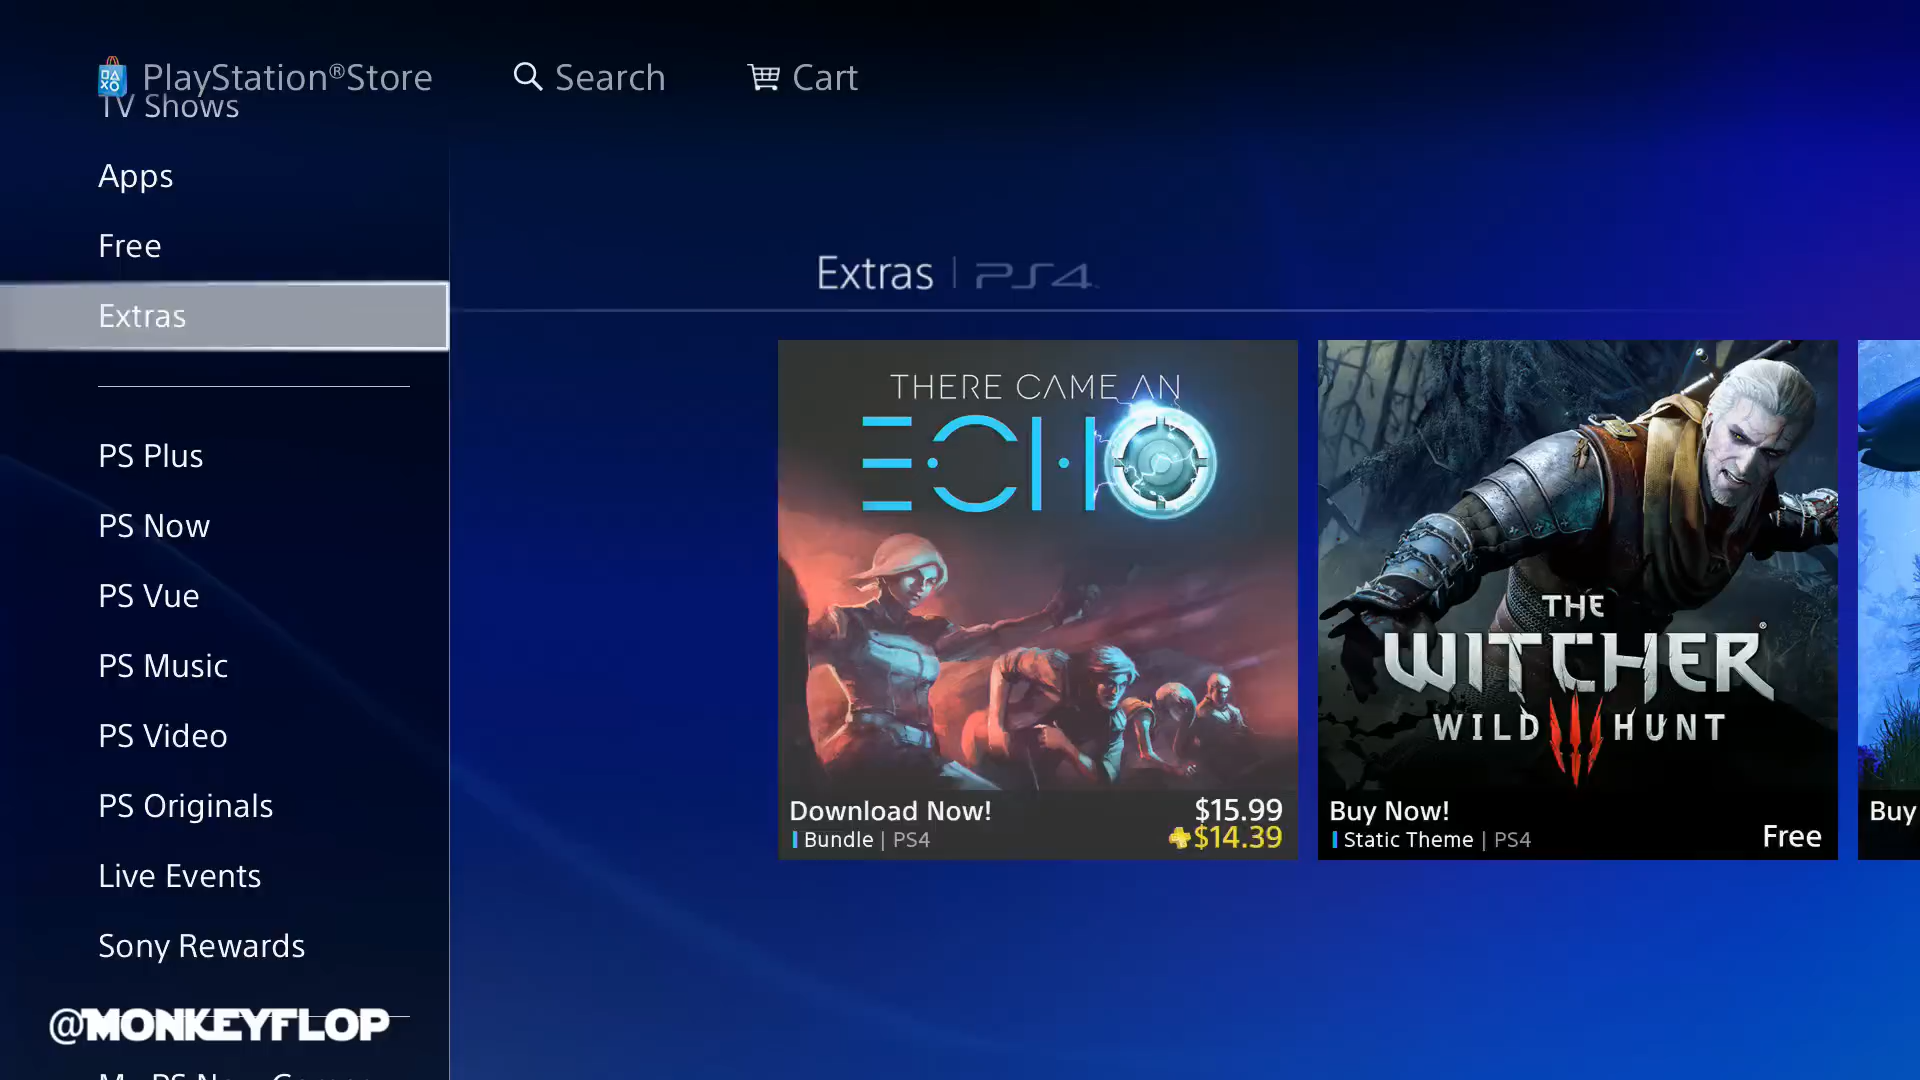 PlayStation®Store
Search
Cart
TV Shows
Apps
Free
Extras
PS Plus
PS Now
PS Vue
PS Music
PS Video
PS Originals
Live Events
Sony Rewards
@MONKEYFLOP
Extras | PS4
THERE CAME AN
ECHO
Download Now!
$15.99
Bundle | PS4
$14.39
THE
WITCHER®
WILD HUNT
Buy Now!
Static Theme | PS4
Free
Buy